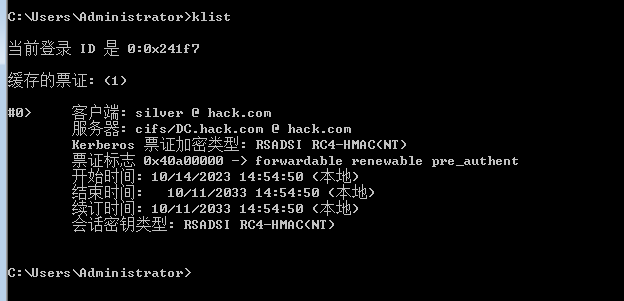 C:\Users\Administrator>klist
当前登录 ID 是 0:0x241f7
缓存的票证: (1)
#0> 客户端: silver @ hack.com
服务器: cifs/DC.hack.com @ hack.com
Kerberos 票证加密类型: RSADSI RC4-HMAC(NT)
票证标志 0x40a00000 -> forwardable renewable pre_authent
开始时间: 10/14/2023 14:54:50 (本地)
结束时间: 10/11/2033 14:54:50 (本地)
续订时间: 10/11/2033 14:54:50 (本地)
会话密钥类型: RSADSI RC4-HMAC(NT)
C:\Users\Administrator>